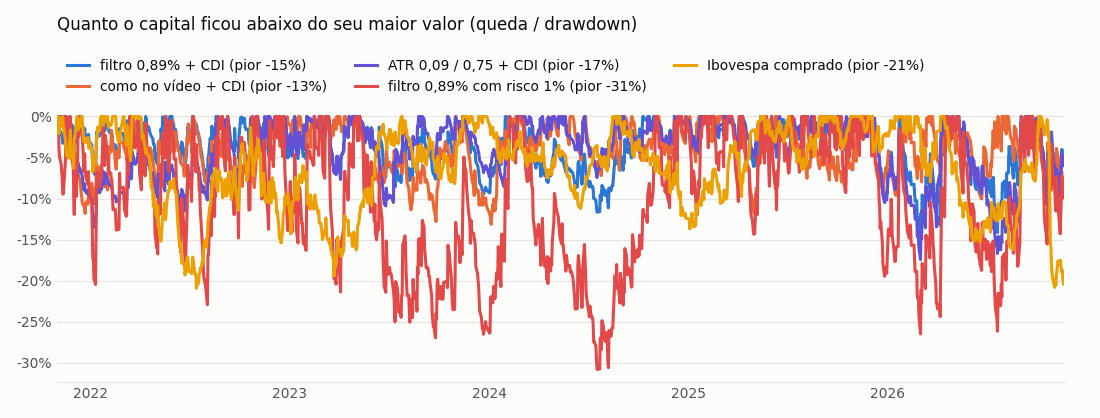 Quanto o capital ficou abaixo do seu maior valor (queda / drawdown)
filtro 0,89% + CDI (pior -15%)
como no vídeo + CDI (pior -13%)
ATR 0,09 / 0,75 + CDI (pior -17%)
filtro 0,89% com risco 1% (pior -31%)
Ibovespa comprado (pior -21%)
0%
-5%
-10%
-15%
-20%
-25%
-30%
2022
2023
2024
2025
2026